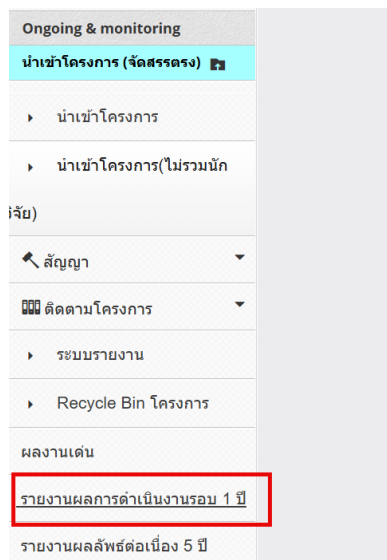 Ongoing & monitoring
นำเข้าโครงการ (จัดสรรตรง)
นำเข้าโครงการ
นำเข้าโครงการ(ไม่รวมนัก
วิจัย)
สัญญา
ติดตามโครงการ
ระบบรายงาน
Recycle Bin โครงการ
ผลงานเด่น
รายงานผลการดำเนินงานรอบ 1 ปี
รายงานผลลัพธ์ต่อเนื่อง 5 ปี